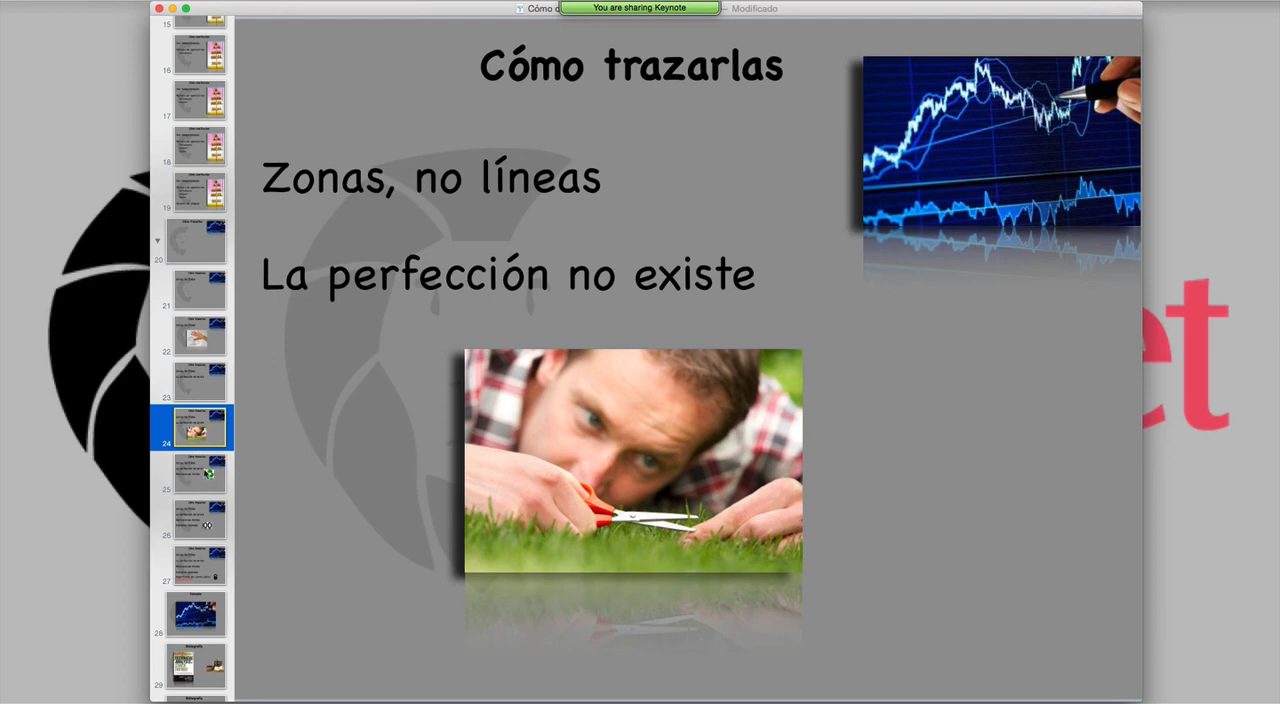 Cómo
You are sharing Keynote
— Modificado
15
16
17
18
19
20
21
22
23
24
25
26
27
28
29
Cómo trazarlas
Zonas, no líneas
La perfección no existe
et